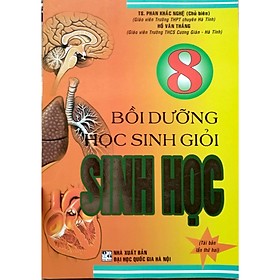 TS. PHAN KHẮC NGHỆ (Chủ biên)
(Giáo viên Trường THPT chuyên Hà Tĩnh)
HỒ VĂN THẮNG
(Giáo viên Trường THCS Cương Gián - Hà Tĩnh)
8
BỒI DƯỠNG
HỌC SINH GIỎI
SINH HỌC
(Tái bản
lần thứ hai)
NHÀ XUẤT BẢN
ĐẠI HỌC QUỐC GIA HÀ NỘI